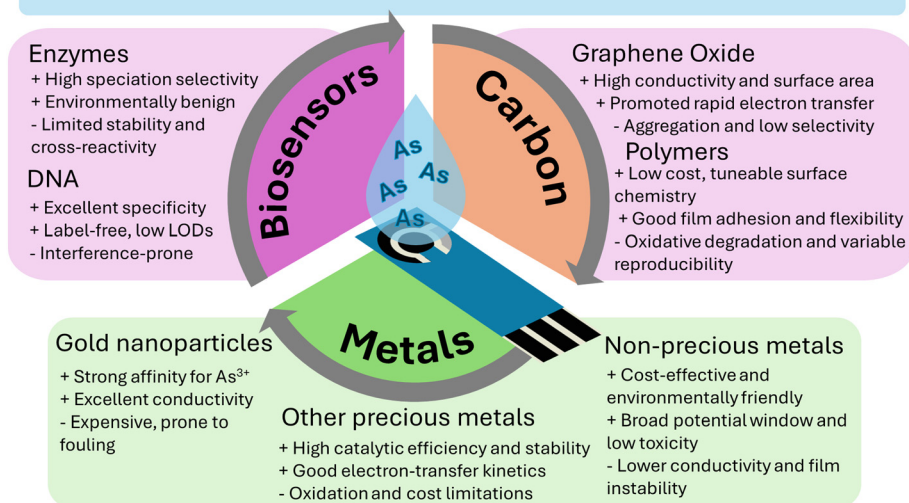 Enzymes
+ High speciation selectivity
+ Environmentally benign
- Limited stability and
cross-reactivity
DNA
+ Excellent specificity
+ Label-free, low LODs
- Interference-prone
Biosensors
Carbon
As
As
As
As
Graphene Oxide
+ High conductivity and surface area
+ Promoted rapid electron transfer
- Aggregation and low selectivity
Polymers
+ Low cost, tuneable surface
chemistry
+ Good film adhesion and flexibility
- Oxidative degradation and variable
reproducibility
Metals
Gold nanoparticles
+ Strong affinity for As³⁺
+ Excellent conductivity
- Expensive, prone to
fouling
Other precious metals
+ High catalytic efficiency and stability
+ Good electron-transfer kinetics
- Oxidation and cost limitations
Non-precious metals
+ Cost-effective and
environmentally friendly
+ Broad potential window and
low toxicity
- Lower conductivity and film
instability